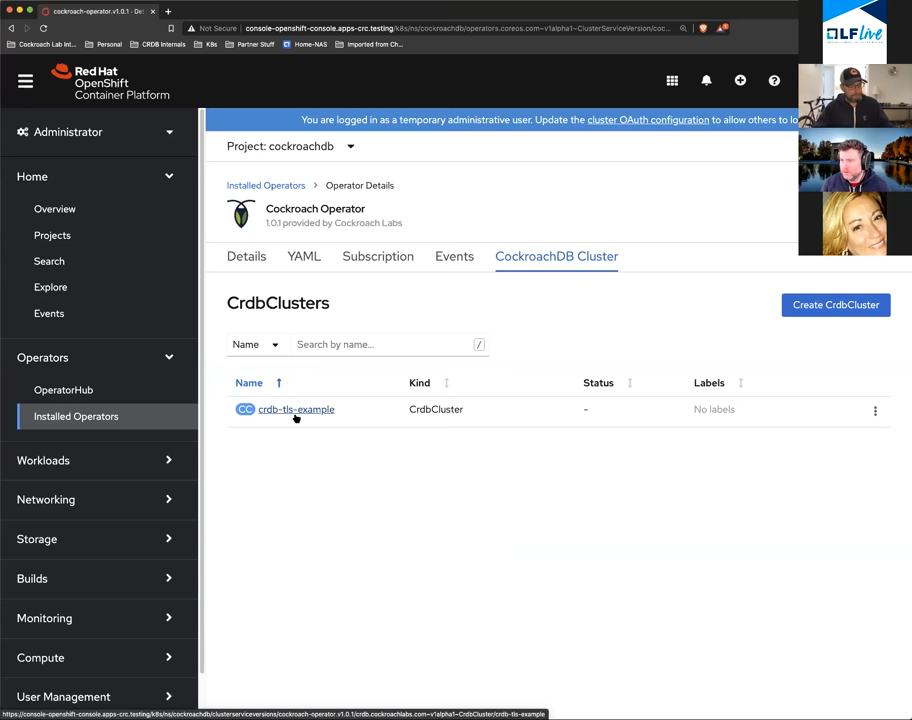 cockroach-operator.v1.0.1 - De
Not Secure
console-openshift-console.apps-crc.testing/k8s/ns/cockroachdb/operators.coreos.com~v1alpha1~ClusterServiceVersion/coc...
Cockroach Lab Int...
Personal
CRDB Internals
K8s
Partner Stuff
Home-NAS
Imported from Ch...
LF live
Red Hat
OpenShift
Container Platform
You are logged in as a temporary administrative user. Update the cluster OAuth configuration to allow others to lo
Administrator
Project: cockroachdb
Home
Overview
Projects
Search
Explore
Events
Operators
OperatorHub
Installed Operators
Workloads
Networking
Storage
Builds
Monitoring
Compute
User Management
Installed Operators > Operator Details
Cockroach Operator
1.0.1 provided by Cockroach Labs
Details
YAML
Subscription
Events
CockroachDB Cluster
CrdbClusters
Create CrdbCluster
Name
Search by name...
/
Name
Kind
Status
Labels
CC crdb-tls-example
CrdbCluster
-
No labels
https://console-openshift-console.apps-crc.testing/k8s/ns/cockroachdb/clusterserviceversions/cockroach-operator.v1.0.1/crdb.cockroachlabs.com~v1alpha1~CrdbCluster/crdb-tls-example